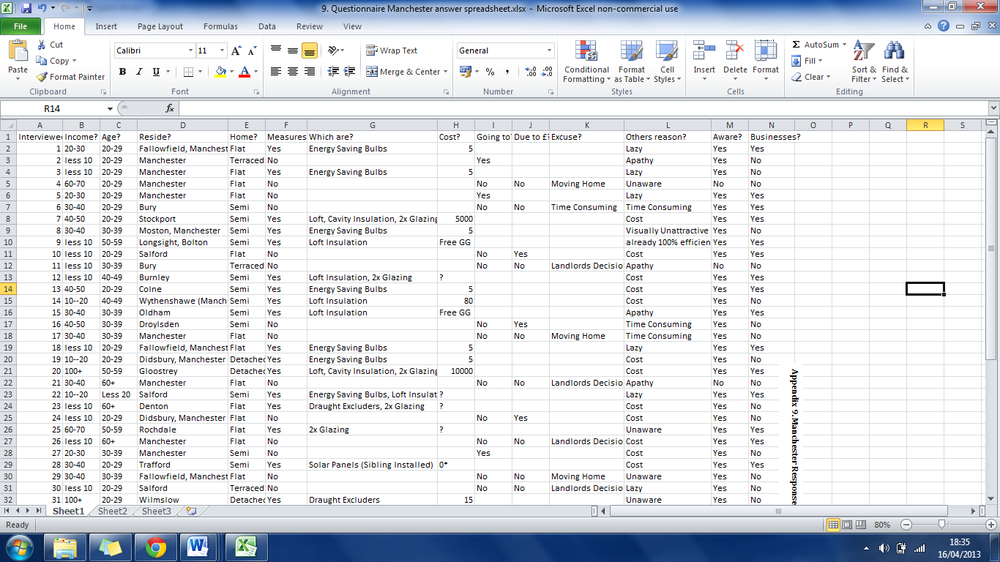 9. Questionnaire Manchester answer spreadsheet.xlsx - Microsoft Excel non-commercial use
File Home Insert Page Layout Formulas Data Review View
Paste Cut Copy Format Painter Clipboard
Calibri 11 B I U A Font
Wrap Text Merge & Center Alignment
General % , Number
Conditional Formatting Format as Table Cell Styles Styles
Insert Delete Format Cells
Σ AutoSum Fill Clear Sort & Filter Find & Select Editing
R14 fx
A B C D E F G H I J K L M N O P Q R S
1 Interviewe Income? Age? Reside? Home? Measures Which are? Cost? Going to? Due to £? Excuse? Others reason? Aware? Businesses?
2 1 20-30 20-29 Fallowfield, Manchest Flat Yes Energy Saving Bulbs 5 Lazy Yes Yes
3 2 less 10 20-29 Manchester Terraced No Yes Apathy Yes No
4 3 less 10 20-29 Manchester Flat Yes Energy Saving Bulbs 5 Lazy Yes No
5 4 60-70 20-29 Manchester Flat No No No Moving Home Unaware No No
6 5 20-30 20-29 Manchester Flat No Yes Lazy Yes Yes
7 6 30-40 20-29 Bury Semi No No No Time Consuming Time Consuming Yes Yes
8 7 40-50 20-29 Stockport Semi Yes Loft, Cavity Insulation, 2x Glazing 5000 Cost Yes Yes
9 8 30-40 30-39 Moston, Manchester Semi Yes Energy Saving Bulbs 5 Visually Unattractive Yes No
10 9 less 10 50-59 Longsight, Bolton Semi Yes Loft Insulation Free GG already 100% efficien Yes Yes
11 10 less 10 20-29 Salford Flat No No Yes Cost Yes Yes
12 11 less 10 30-39 Bury Terraced No No No Landlords Decisio Apathy No No
13 12 less 10 40-49 Burnley Semi Yes Loft Insulation, 2x Glazing ? Cost Yes Yes
14 13 40-50 20-29 Colne Semi Yes Energy Saving Bulbs 5 Cost Yes Yes
15 14 10--20 40-49 Wythenshawe (Manch Semi Yes Loft Insulation 80 Cost Yes No
16 15 30-40 30-39 Oldham Semi Yes Loft Insulation Free GG Apathy Yes Yes
17 16 40-50 30-39 Droylsden Semi No No Yes Time Consuming Yes No
18 17 30-40 30-39 Manchester Flat No No No Moving Home Time Consuming Yes No
19 18 less 10 20-29 Fallowfield, Manchest Flat Yes Energy Saving Bulbs 5 Lazy Yes Yes
20 19 10--20 20-29 Didsbury, Manchester Detached Yes Energy Saving Bulbs 5 Cost Yes No
21 20 100+ 50-59 Gloostrey Detached Yes Loft, Cavity Insulation, 2x Glazing 10000 Cost Yes Yes
22 21 30-40 60+ Manchester Flat No No No Landlords Decisio Apathy No No
23 22 10--20 Less 20 Salford Semi Yes Energy Saving Bulbs, Loft Insulat ? Lazy Yes Yes
24 23 less 10 60+ Denton Flat Yes Draught Excluders, 2x Glazing ? Cost Yes No
25 24 less 10 20-29 Didsbury, Manchester Flat No No Yes Cost Yes No
26 25 60-70 50-59 Rochdale Flat Yes 2x Glazing ? Unaware Yes Yes
27 26 less 10 60+ Manchester Flat No No No Landlords Decisio Cost Yes Yes
28 27 20-30 30-39 Manchester Semi No Yes Cost Yes No
29 28 30-40 20-29 Trafford Semi Yes Solar Panels (Sibling Installed) 0* Cost Yes Yes
30 29 30-40 30-39 Fallowfield, Manchest Flat No No No Moving Home Unaware Yes No
31 30 less 10 20-29 Salford Terraced No No No Landlords Decisio Lazy Yes No
32 31 100+ 20-29 Wilmslow Detached Yes Draught Excluders 15 Unaware Yes No
Appendix 9.Manchester Response
Sheet1 Sheet2 Sheet3
Ready 80%
18:35
16/04/2013